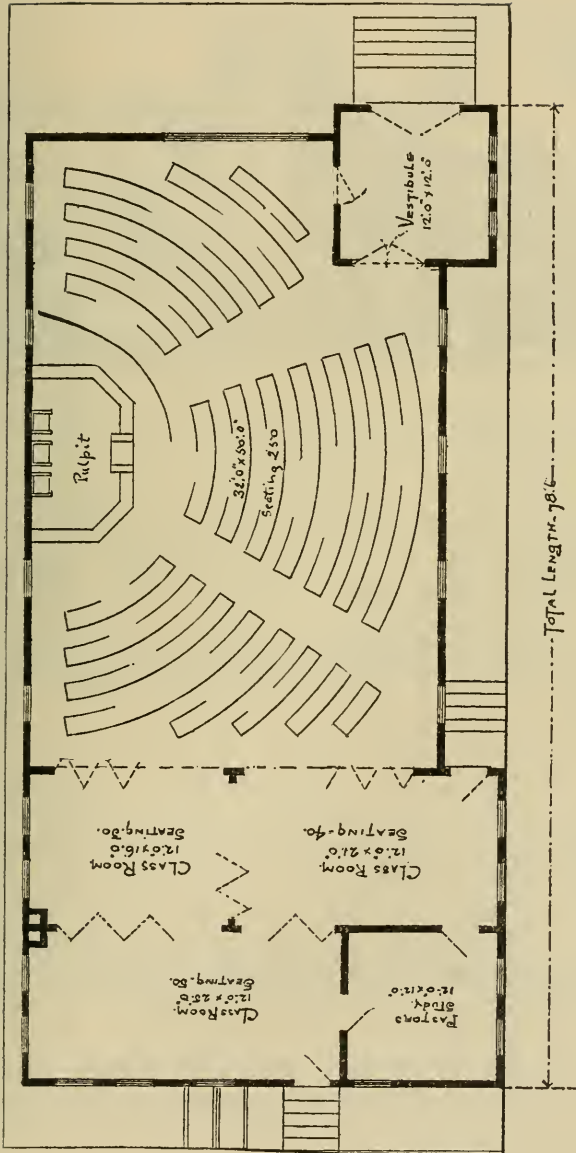 VESTIBULE
12'.0" x 12'.0"
Pulpit
32'.0" x 50'.0"
Seating 250
CLASS ROOM.
12'.0" x 16'.0"
SEATING. 30.
CLASS ROOM.
12'.0" x 21'.0"
SEATING - 40.
CLASS ROOM.
12'.0" x 25'.0"
SEATING. 50.
PASTORS
STUDY.
12'.0" x 12'.0"
TOTAL LENGTH - 78'.6"